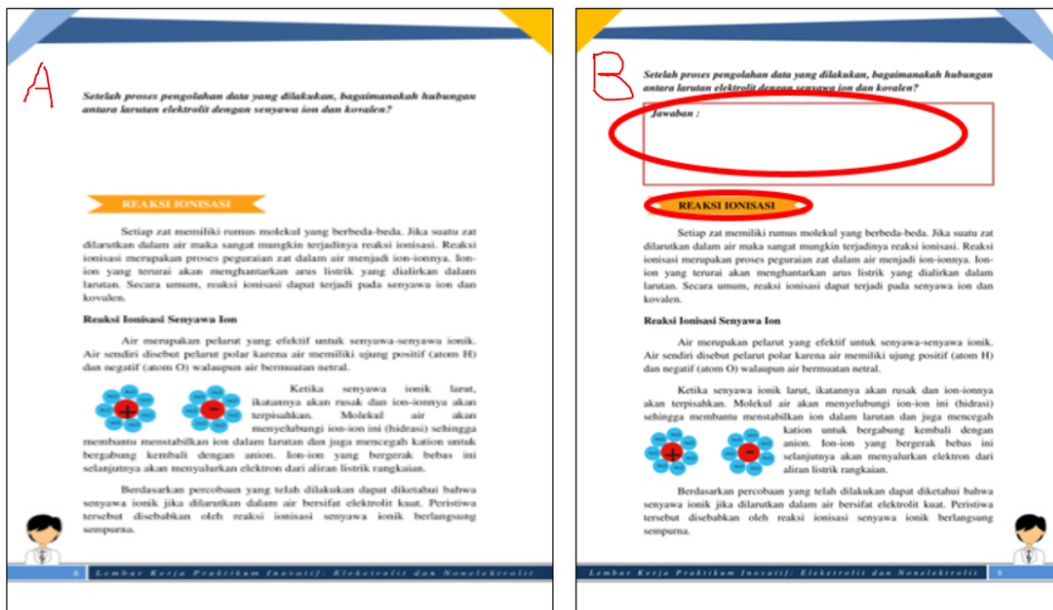 A
Setelah proses pengolahan data yang dilakukan, bagaimanakah hubungan
antara larutan elektrolit dengan senyawa ion dan kovalen?
REAKSI IONISASI
Setiap zat memiliki rumus molekul yang berbeda-beda. Jika suatu zat
dilarutkan dalam air maka sangat mungkin terjadinya reaksi ionisasi. Reaksi
ionisasi merupakan proses peguraian zat dalam air menjadi ion-ionnya. Ion-
ion yang terurai akan menghantarkan arus listrik yang dialirkan dalam
larutan. Secara umum, reaksi ionisasi dapat terjadi pada senyawa ion dan
kovalen.
Reaksi Ionisasi Senyawa Ion
Air merupakan pelarut yang efektif untuk senyawa-senyawa ionik.
Air sendiri disebut pelarut polar karena air memiliki ujung positif (atom H)
dan negatif (atom O) walaupun air bermuatan netral.
Ketika senyawa ionik larut,
ikatannya akan rusak dan ion-ionnya akan
terpisahkan. Molekul air akan
menyelubungi ion-ion ini (hidrasi) sehingga
membantu menstabilkan ion dalam larutan dan juga mencegah kation untuk
bergabung kembali dengan anion. Ion-ion yang bergerak bebas ini
selanjutnya akan menyalurkan elektron dari aliran listrik rangkaian.
Berdasarkan percobaan yang telah dilakukan dapat diketahui bahwa
senyawa ionik jika dilarutkan dalam air bersifat elektrolit kuat. Peristiwa
tersebut disebabkan oleh reaksi ionisasi senyawa ionik berlangsung
sempurna.
8 Lembar Kerja Praktikum Inovatif: Eleketrolit dan Nonelektrolit
B
Setelah proses pengolahan data yang dilakukan, bagaimanakah hubungan
antara larutan elektrolit dengan senyawa ion dan kovalen?
Jawaban :
REAKSI IONISASI
Setiap zat memiliki rumus molekul yang berbeda-beda. Jika suatu zat
dilarutkan dalam air maka sangat mungkin terjadinya reaksi ionisasi. Reaksi
ionisasi merupakan proses peguraian zat dalam air menjadi ion-ionnya. Ion-
ion yang terurai akan menghantarkan arus listrik yang dialirkan dalam
larutan. Secara umum, reaksi ionisasi dapat terjadi pada senyawa ion dan
kovalen.
Reaksi Ionisasi Senyawa Ion
Air merupakan pelarut yang efektif untuk senyawa-senyawa ionik.
Air sendiri disebut pelarut polar karena air memiliki ujung positif (atom H)
dan negatif (atom O) walaupun air bermuatan netral.
Ketika senyawa ionik larut, ikatannya akan rusak dan ion-ionnya
akan terpisahkan. Molekul air akan menyelubungi ion-ion ini (hidrasi)
sehingga membantu menstabilkan ion dalam larutan dan juga mencegah
kation untuk bergabung kembali dengan
anion. Ion-ion yang bergerak bebas ini
selanjutnya akan menyalurkan elektron dari
aliran listrik rangkaian.
Berdasarkan percobaan yang telah dilakukan dapat diketahui bahwa
senyawa ionik jika dilarutkan dalam air bersifat elektrolit kuat. Peristiwa
tersebut disebabkan oleh reaksi ionisasi senyawa ionik berlangsung
sempurna.
Lembar Kerja Praktikum Inovatif: Eleketrolit dan Nonelektrolit 9